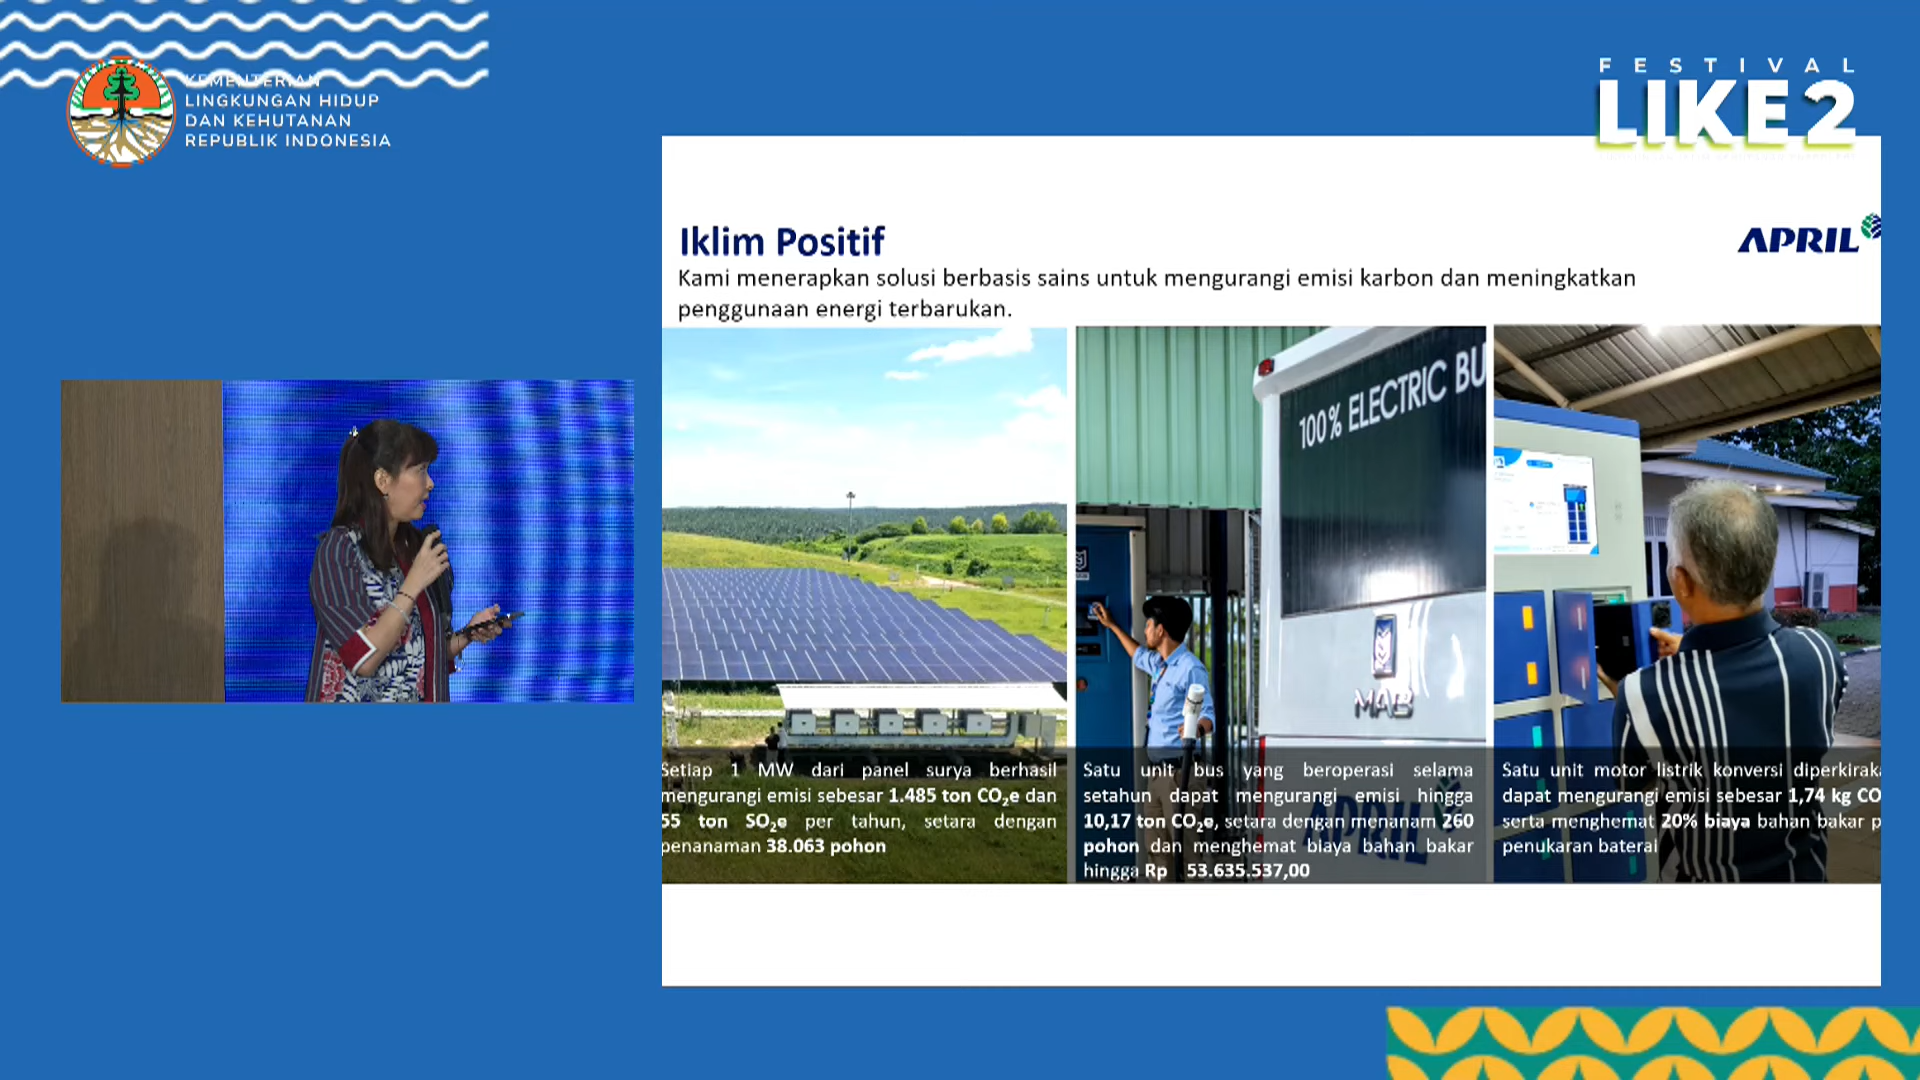 KEMENTERIAN
LINGKUNGAN HIDUP
DAN KEHUTANAN
REPUBLIK INDONESIA
FESTIVAL
LIKE 2
Iklim Positif
APRIL
Kami menerapkan solusi berbasis sains untuk mengurangi emisi karbon dan meningkatkan
penggunaan energi terbarukan.
100% ELECTRIC BU
MAB
Setiap 1 MW dari panel surya berhasil
mengurangi emisi sebesar 1.485 ton CO₂e dan
55 ton SO₂e per tahun, setara dengan
penanaman 38.063 pohon
Satu unit bus yang beroperasi selama
setahun dapat mengurangi emisi hingga
10,17 ton CO₂e, setara dengan menanam 260
pohon dan menghemat biaya bahan bakar
hingga Rp 53.635.537,00
APRIL
Satu unit motor listrik konversi diperkirak
dapat mengurangi emisi sebesar 1,74 kg CO
serta menghemat 20% biaya bahan bakar p
penukaran baterai